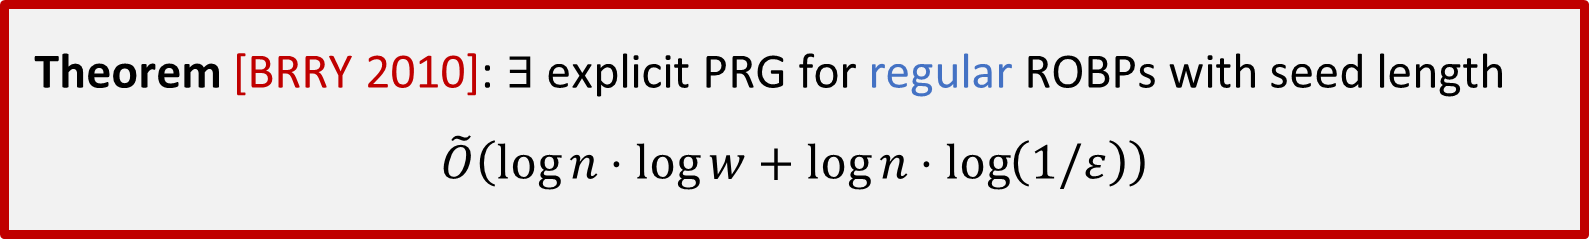 Theorem [BRRY 2010]: ∃ explicit PRG for regular ROBPs with seed length
Õ(log n · log w + log n · log(1/ε))